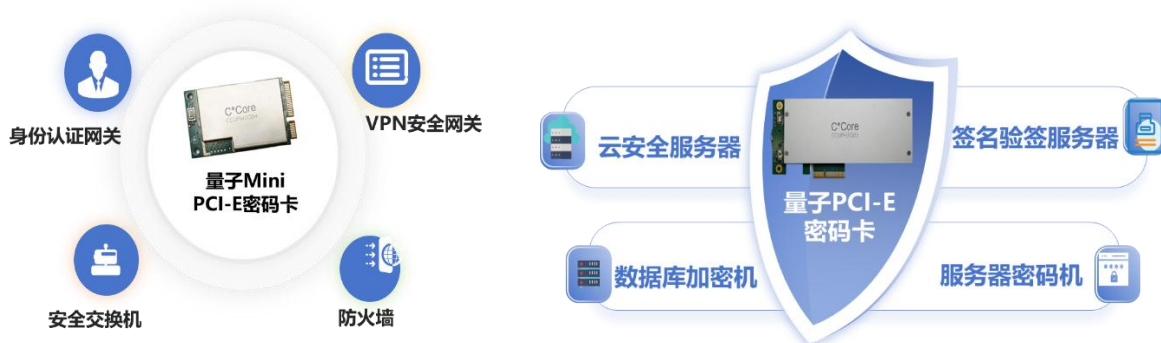 身份认证网关
VPN安全网关
C*Core
量子Mini
PCI-E密码卡
安全交换机
防火墙
云安全服务器
签名验签服务器
C*Core
量子PCI-E
密码卡
数据库加密机
服务器密码机